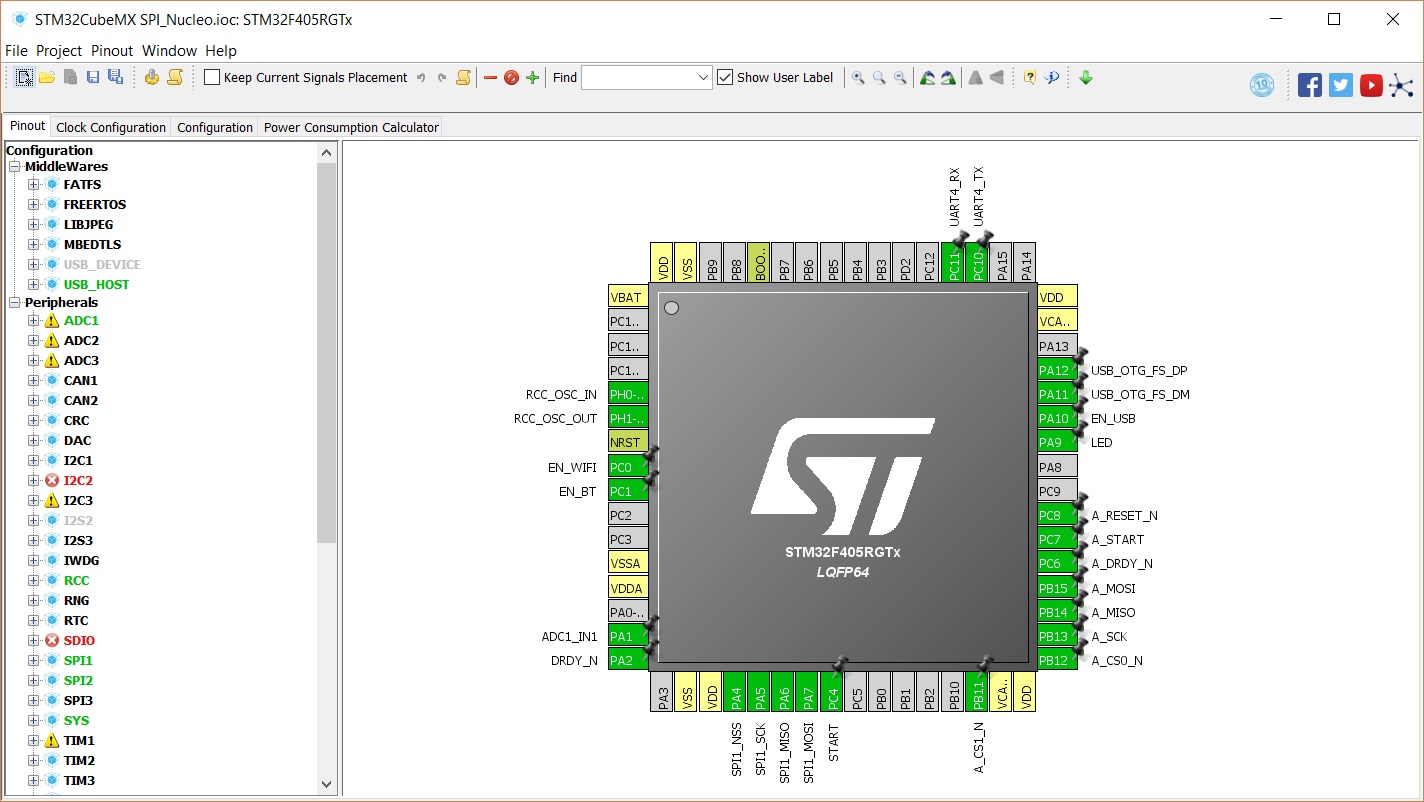 STM32CubeMX SPI_Nucleo.ioc: STM32F405RGTx
File Project Pinout Window Help
Keep Current Signals Placement Find Show User Label
Pinout Clock Configuration Configuration Power Consumption Calculator
Configuration
MiddleWares
FATFS
FREERTOS
LIBJPEG
MBEDTLS
USB_DEVICE
USB_HOST
Peripherals
ADC1
ADC2
ADC3
CAN1
CAN2
CRC
DAC
I2C1
I2C2
I2C3
I2S2
I2S3
IWDG
RCC
RNG
RTC
SDIO
SPI1
SPI2
SPI3
SYS
TIM1
TIM2
TIM3
UART4_RX UART4_TX
VDD VSS PB9 PB8 BOO.. PB7 PB6 PB5 PB4 PB3 PD2 PC12 PC11 PC10 PA15 PA14
VBAT
PC1..
PC1..
PC1..
RCC_OSC_IN PH0-..
RCC_OSC_OUT PH1-..
NRST
EN_WIFI PC0
EN_BT PC1
PC2
PC3
VSSA
VDDA
PA0-..
ADC1_IN1 PA1
DRDY_N PA2
ST
STM32F405RGTx
LQFP64
VDD
VCA..
PA13
PA12 USB_OTG_FS_DP
PA11 USB_OTG_FS_DM
PA10 EN_USB
PA9 LED
PA8
PC9
PC8 A_RESET_N
PC7 A_START
PC6 A_DRDY_N
PB15 A_MOSI
PB14 A_MISO
PB13 A_SCK
PB12 A_CS0_N
PA3 VSS VDD PA4 PA5 PA6 PA7 PC4 PC5 PB0 PB1 PB2 PB10 PB11 VCA.. VDD
SPI1_NSS SPI1_SCK SPI1_MISO SPI1_MOSI START A_CS1_N